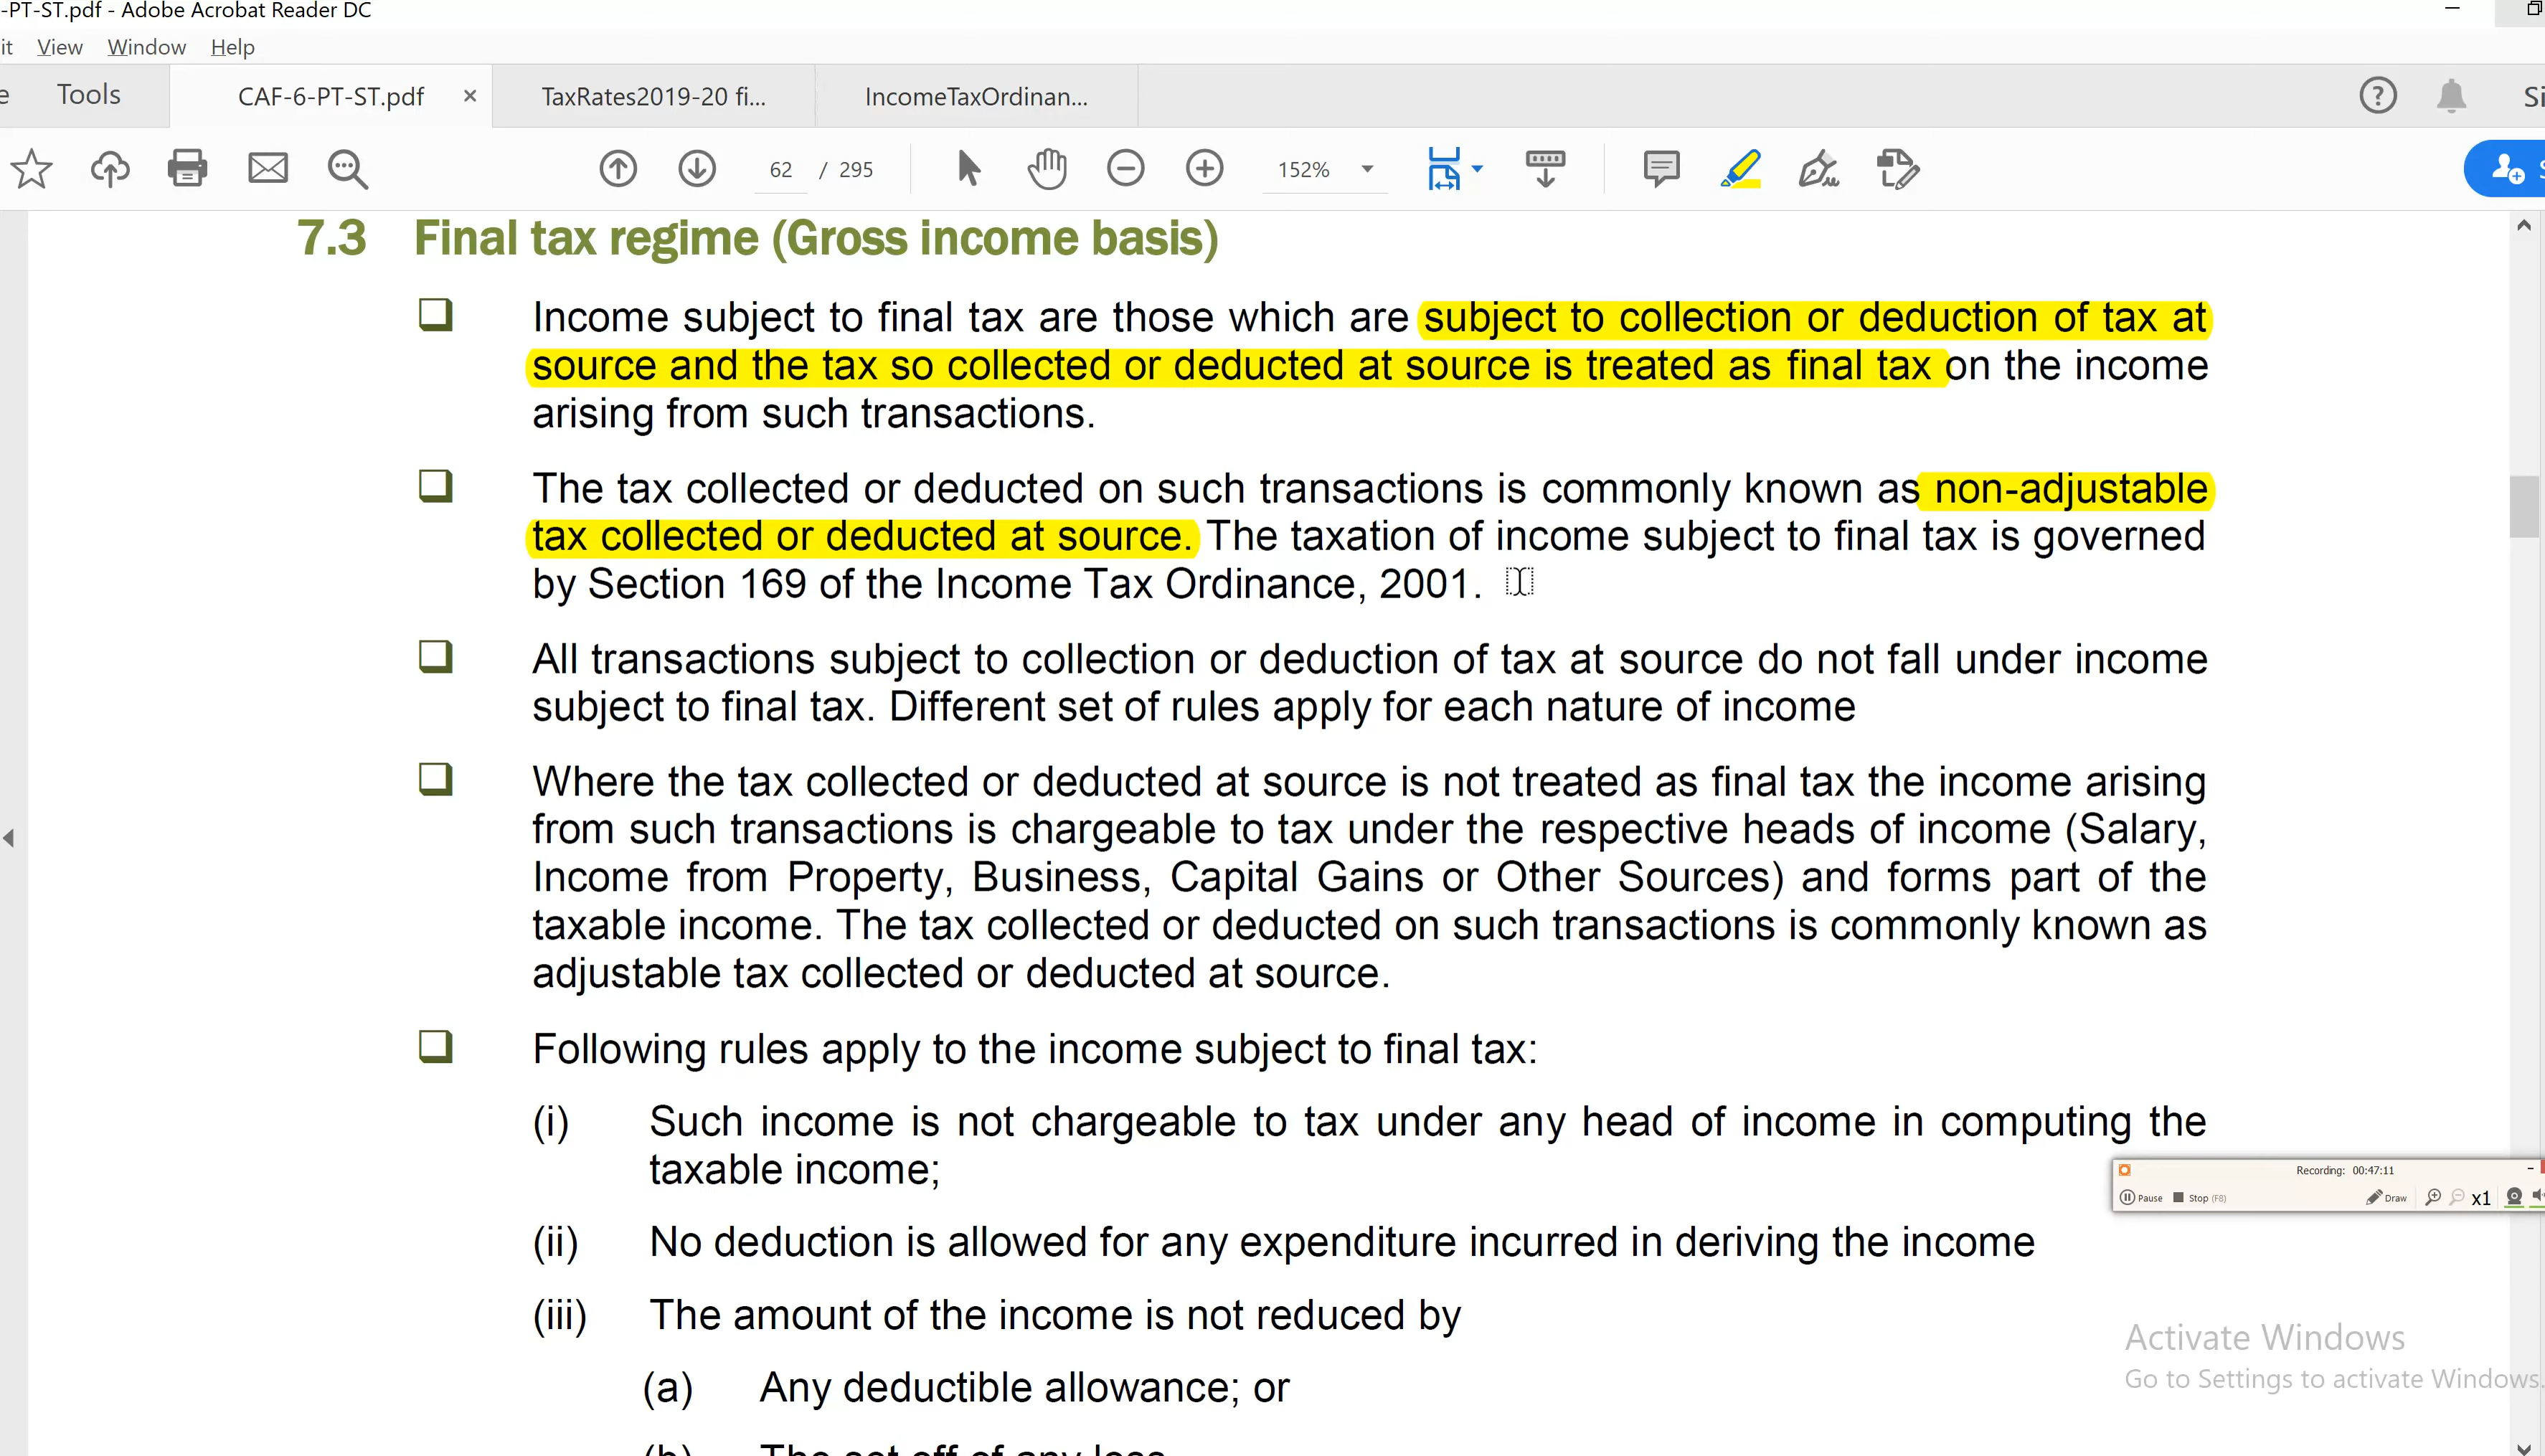 -PT-ST.pdf - Adobe Acrobat Reader DC
it View Window Help
e Tools CAF-6-PT-ST.pdf × TaxRates2019-20 fi... IncomeTaxOrdinan... ? Si
62 / 295 152%
7.3 Final tax regime (Gross income basis)
❑ Income subject to final tax are those which are subject to collection or deduction of tax at
source and the tax so collected or deducted at source is treated as final tax on the income
arising from such transactions.
❑ The tax collected or deducted on such transactions is commonly known as non-adjustable
tax collected or deducted at source. The taxation of income subject to final tax is governed
by Section 169 of the Income Tax Ordinance, 2001.
❑ All transactions subject to collection or deduction of tax at source do not fall under income
subject to final tax. Different set of rules apply for each nature of income
❑ Where the tax collected or deducted at source is not treated as final tax the income arising
from such transactions is chargeable to tax under the respective heads of income (Salary,
Income from Property, Business, Capital Gains or Other Sources) and forms part of the
taxable income. The tax collected or deducted on such transactions is commonly known as
adjustable tax collected or deducted at source.
❑ Following rules apply to the income subject to final tax:
(i) Such income is not chargeable to tax under any head of income in computing the
taxable income;
Recording: 00:47:11
Pause Stop (F8) Draw x1
(ii) No deduction is allowed for any expenditure incurred in deriving the income
(iii) The amount of the income is not reduced by
Activate Windows
Go to Settings to activate Windows.
(a) Any deductible allowance; or
(b) The set off of any loss